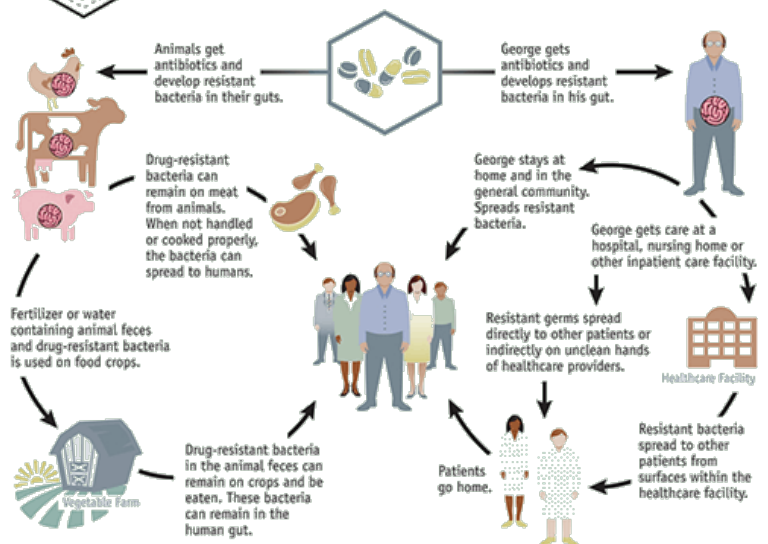 Animals get
antibiotics and
develop resistant
bacteria in their guts.
George gets
antibiotics and
develops resistant
bacteria in his gut.
Drug-resistant
bacteria can
remain on meat
from animals.
When not handled
or cooked properly,
the bacteria can
spread to humans.
George stays at
home and in the
general community.
Spreads resistant
bacteria.
George gets care at a
hospital, nursing home or
other inpatient care facility.
Fertilizer or water
containing animal feces
and drug-resistant bacteria
is used on food crops.
Resistant germs spread
directly to other patients or
indirectly on unclean hands
of healthcare providers.
Healthcare Facility
Vegetable Farm
Drug-resistant bacteria
in the animal feces can
remain on crops and be
eaten. These bacteria
can remain in the
human gut.
Patients
go home.
Resistant bacteria
spread to other
patients from
surfaces within the
healthcare facility.